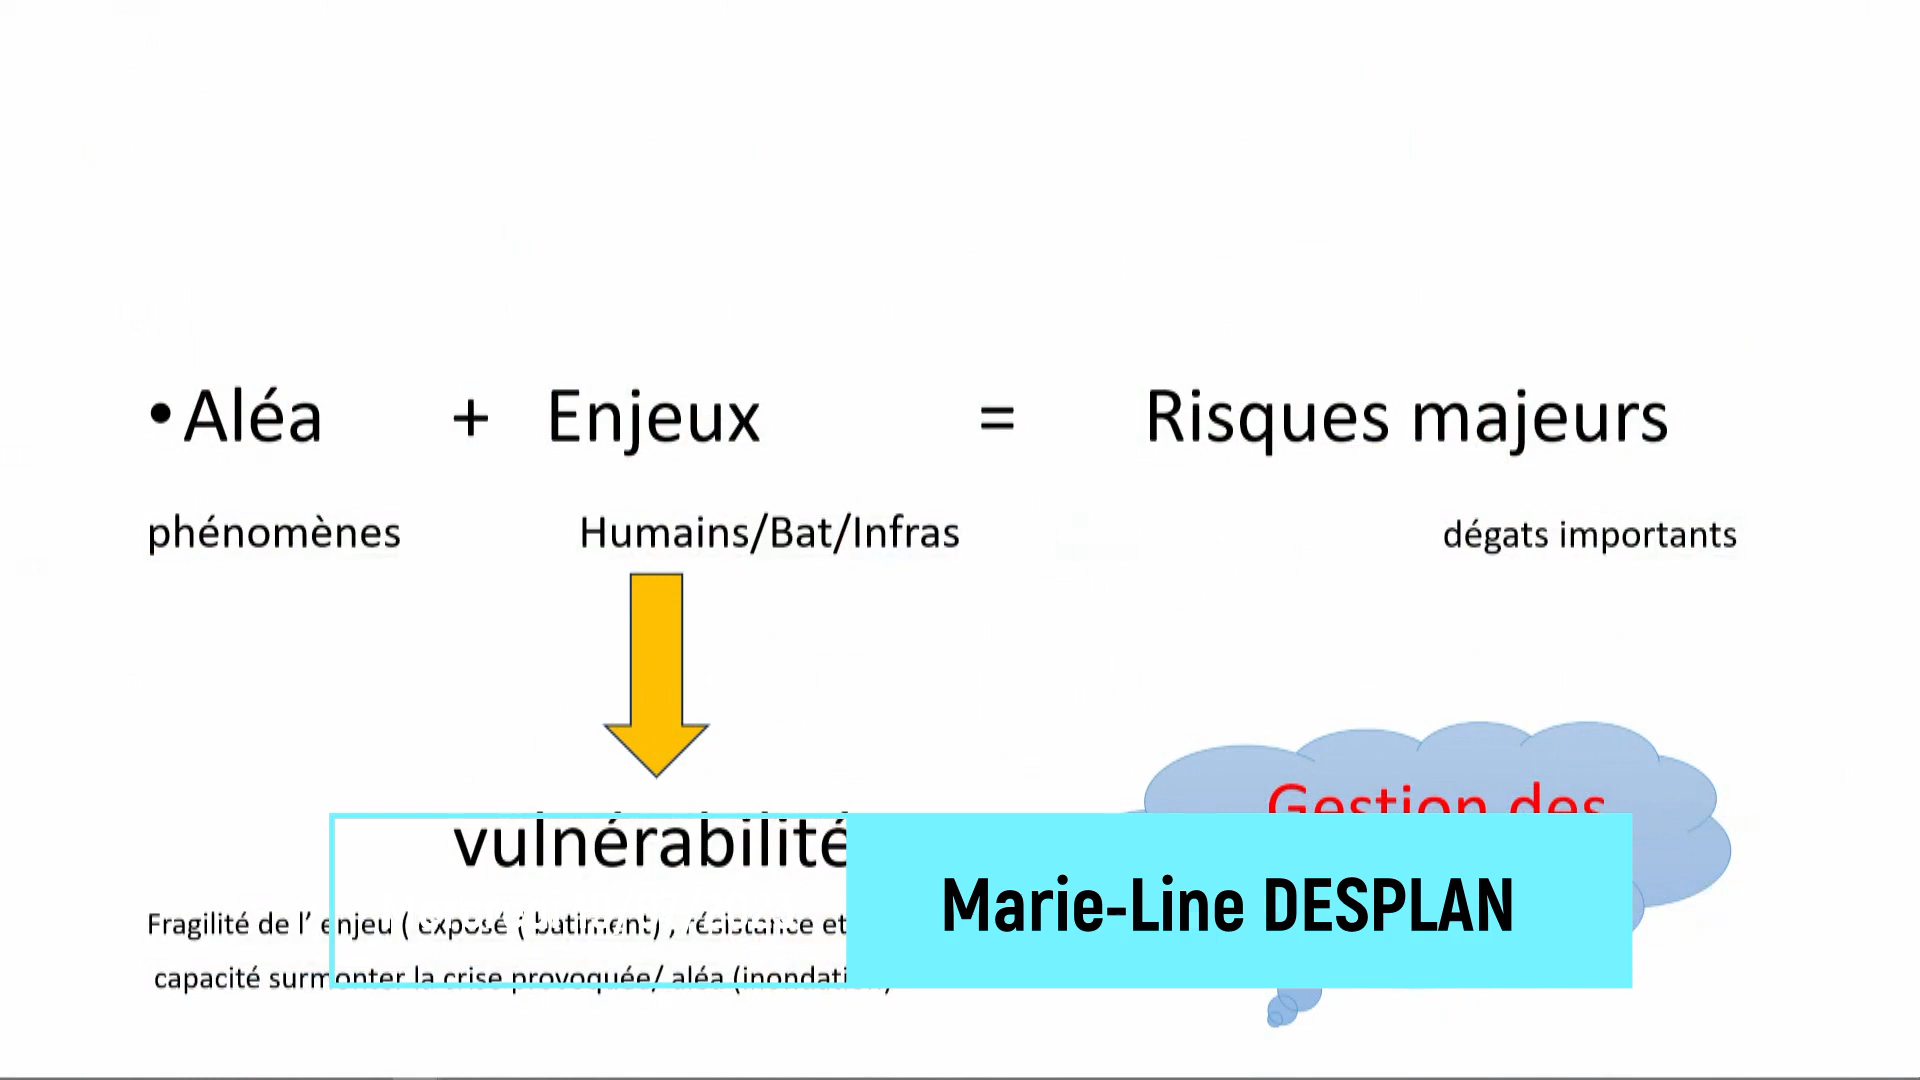 •Aléa + Enjeux = Risques majeurs
phénomènes Humains/Bat/Infras dégats importants
Gestion des
vulnérabilité
Marie-Line DESPLAN
Fragilité de l’ enjeu ( exposé ( batiment) , résistance et
capacité surmonter la crise provoquée/ aléa (inondation)